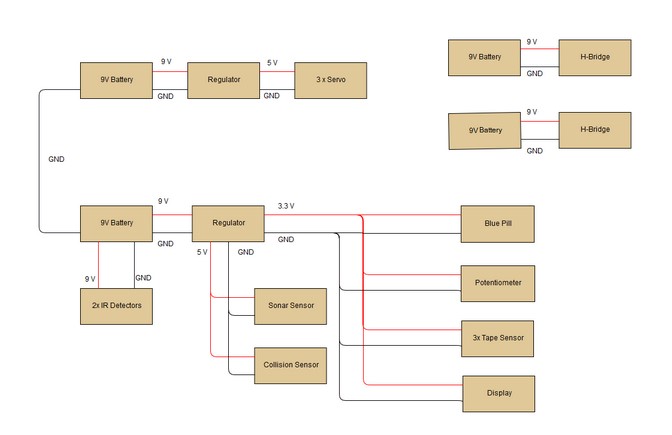 9 V
9V Battery
H-Bridge
GND
9 V
5 V
9V Battery
Regulator
3 x Servo
GND
GND
9 V
9V Battery
H-Bridge
GND
GND
9 V
3.3 V
9V Battery
Regulator
Blue Pill
GND
GND
5 V
GND
9 V
GND
Potentiometer
2x IR Detectors
Sonar Sensor
3x Tape Sensor
Collision Sensor
Display